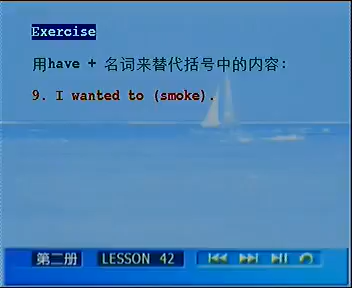 Exercise
用have + 名词来替代括号中的内容:
9. I wanted to (smoke).
第二册 LESSON 42